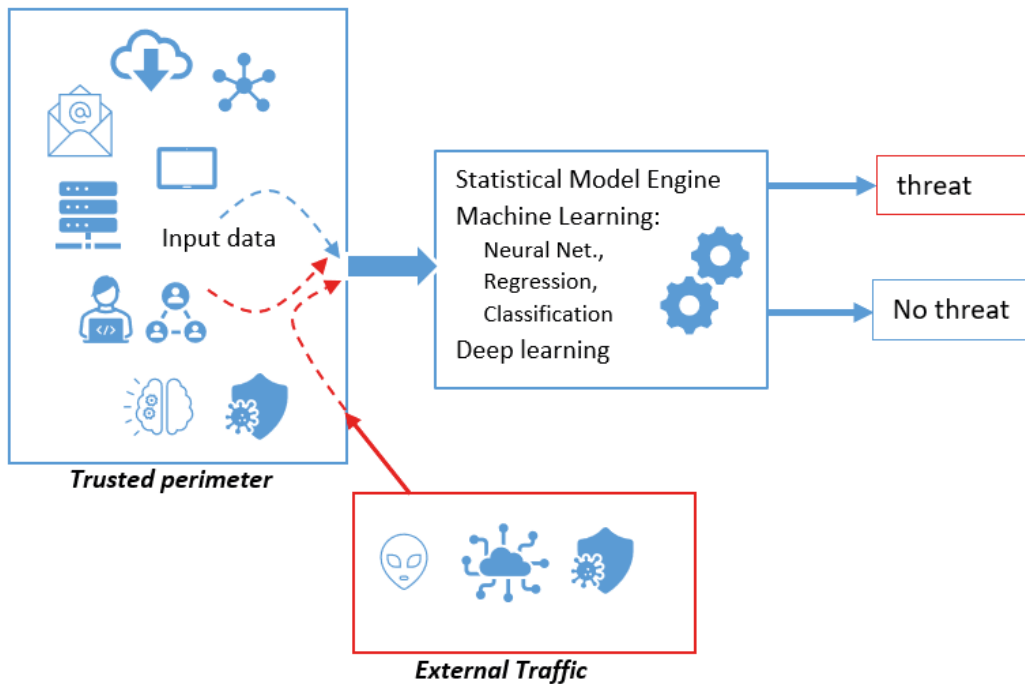 Input data
Trusted perimeter
Statistical Model Engine
Machine Learning:
Neural Net.,
Regression,
Classification
Deep learning
threat
No threat
External Traffic
@
</>